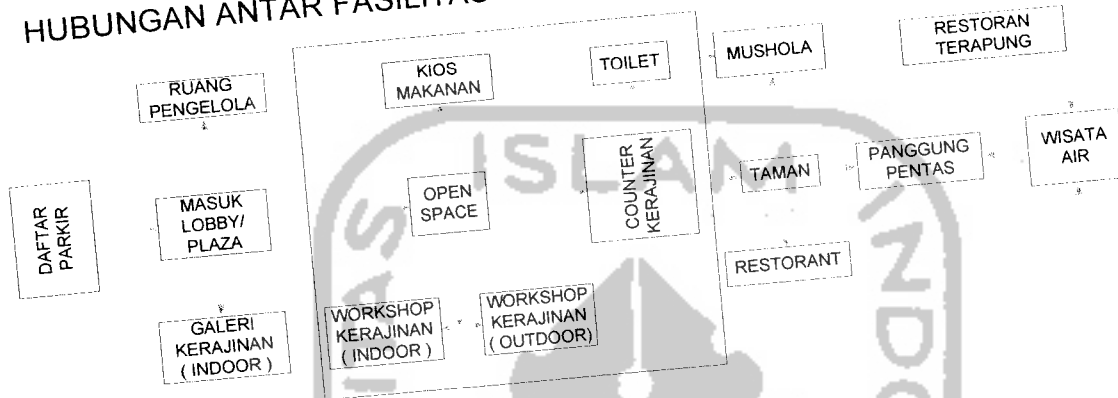 HUBUNGAN ANTAR FASILITAS
RUANG
PENGELOLA
KIOS
MAKANAN
TOILET
MUSHOLA
RESTORAN
TERAPUNG
DAFTAR
PARKIR
MASUK
LOBBY/
PLAZA
OPEN
SPACE
COUNTER
KERAJINAN
TAMAN
PANGGUNG
PENTAS
WISATA
AIR
RESTORANT
GALERI
KERAJINAN
( INDOOR )
WORKSHOP
KERAJINAN
( INDOOR )
WORKSHOP
KERAJINAN
( OUTDOOR)
ISLAM